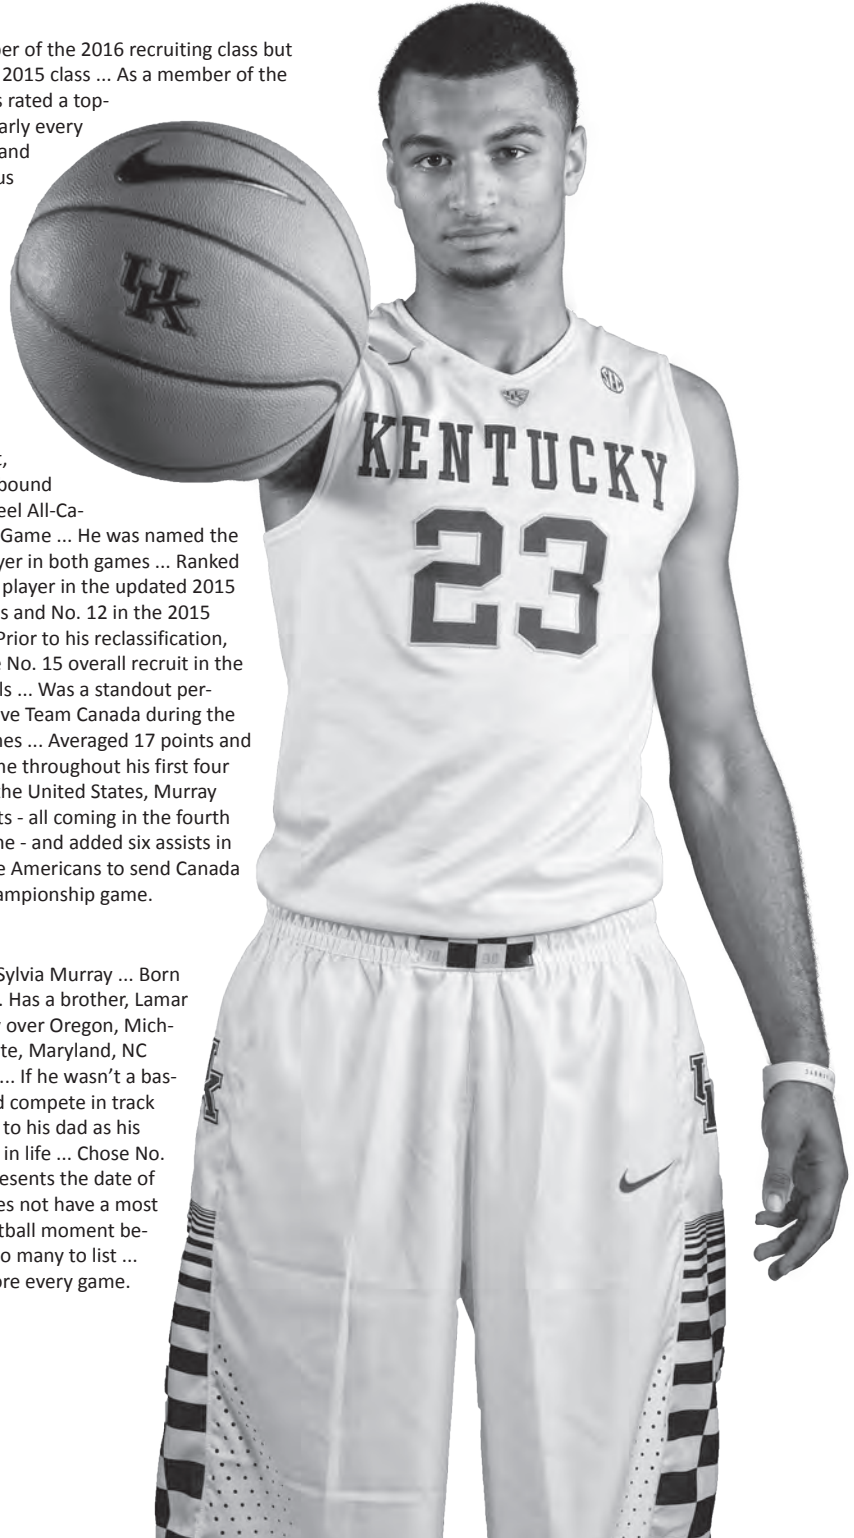 er of the 2016 recruiting class but
2015 class ... As a member of the
s rated a top-
arly every
and
us
UK
SEC
KENTUCKY
23
t,
bound
eel All-Ca-
Game ... He was named the
yer in both games ... Ranked
player in the updated 2015
s and No. 12 in the 2015
Prior to his reclassification,
e No. 15 overall recruit in the
ls ... Was a standout per-
ve Team Canada during the
nes ... Averaged 17 points and
ne throughout his first four
the United States, Murray
ts - all coming in the fourth
ne - and added six assists in
e Americans to send Canada
ampionship game.
Sylvia Murray ... Born
. Has a brother, Lamar
over Oregon, Mich-
te, Maryland, NC
... If he wasn’t a bas-
d compete in track
to his dad as his
in life ... Chose No.
resents the date of
es not have a most
tball moment be-
o many to list ...
ore every game.